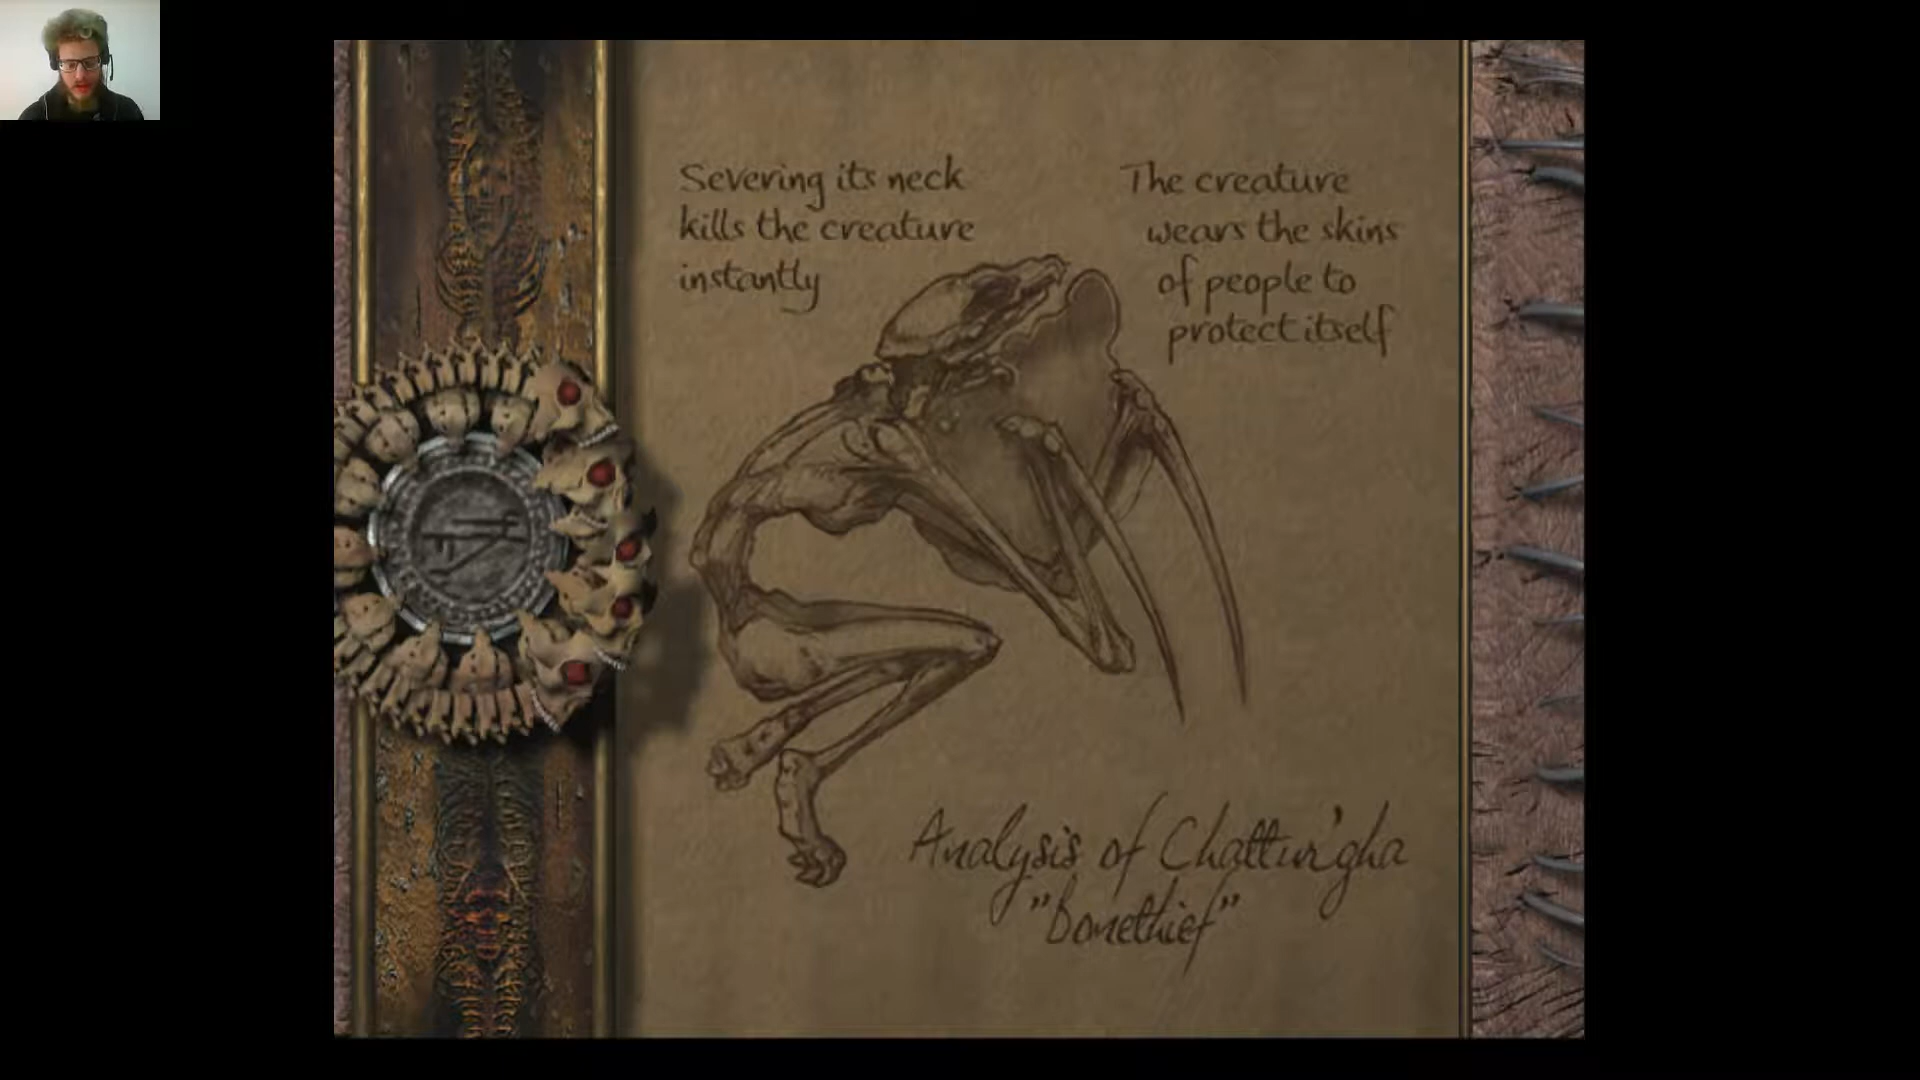 Severing its neck
kills the creature
instantly
The creature
wears the skins
of people to
protect itself
Analysis of Chattur'gha
"Bonethief"